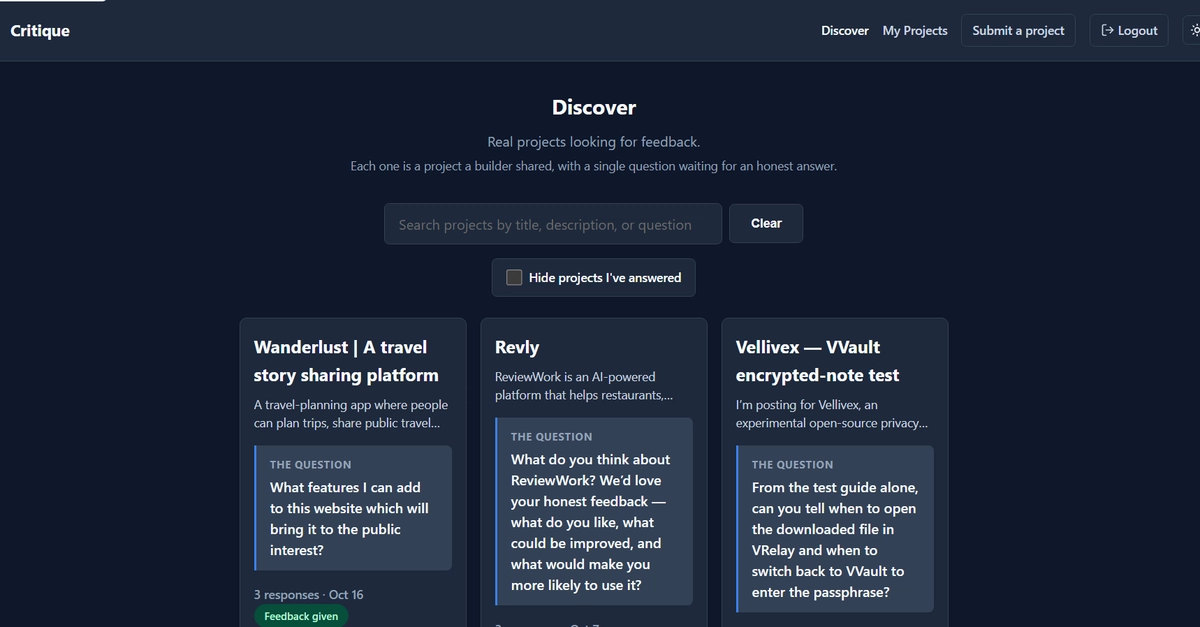 Critique
Discover
My Projects
Submit a project
Logout
Discover
Real projects looking for feedback.
Each one is a project a builder shared, with a single question waiting for an honest answer.
Search projects by title, description, or question
Clear
Hide projects I've answered
Wanderlust | A travel
story sharing platform
A travel-planning app where people
can plan trips, share public travel...
THE QUESTION
What features I can add
to this website which will
bring it to the public
interest?
3 responses · Oct 16
Feedback given
Revly
ReviewWork is an AI-powered
platform that helps restaurants,...
THE QUESTION
What do you think about
ReviewWork? We’d love
your honest feedback —
what do you like, what
could be improved, and
what would make you
more likely to use it?
Vellivex — VVault
encrypted-note test
I’m posting for Vellivex, an
experimental open-source privacy...
THE QUESTION
From the test guide alone,
can you tell when to open
the downloaded file in
VRelay and when to
switch back to VVault to
enter the passphrase?